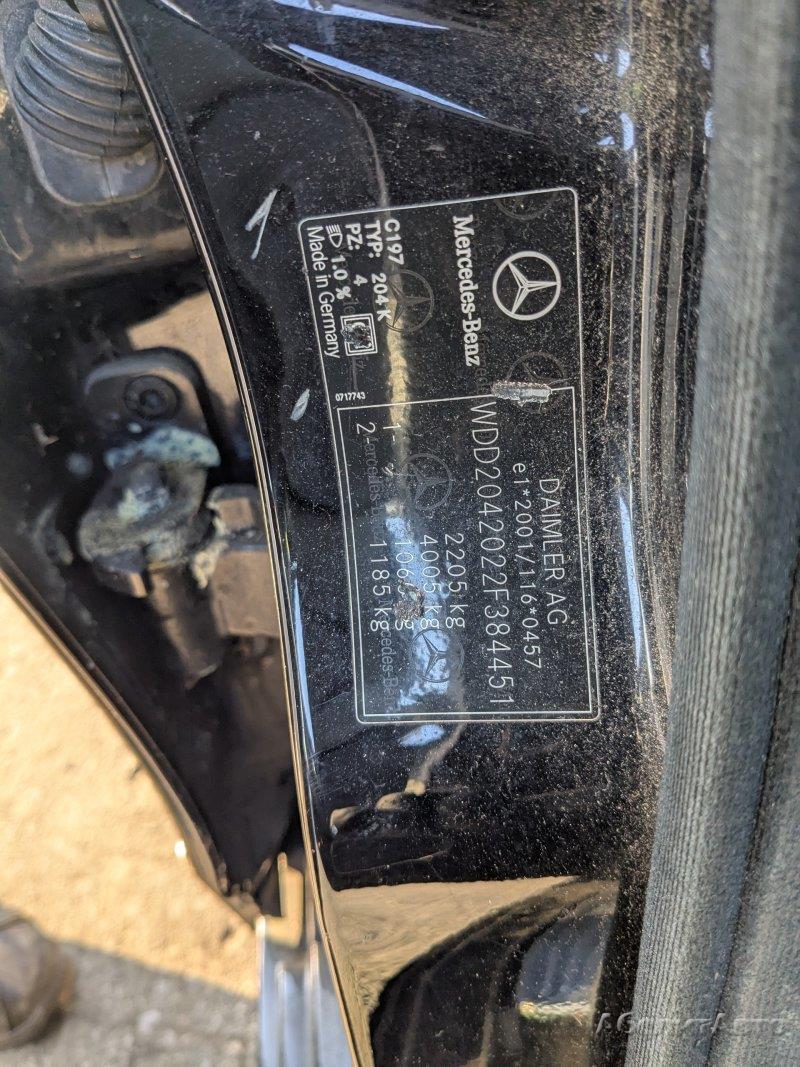 Mercedes-Benz
C197
TYP: 204 K
PZ: 4
1.0 %
Made in Germany
0717743
DAIMLER AG
e1*2001/116*0457
WDD2042022F384451
2205 kg
4005 kg
1-
2- 1185 kg